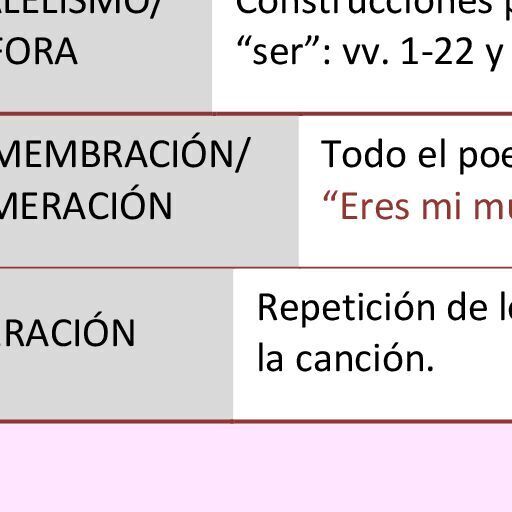 LELISMO/
FORA
Construcciones
“ser”: vv. 1-22 y
MEMBRACIÓN/
MERACIÓN
Todo el poe
“Eres mi mu
RACIÓN
Repetición de lo
la canción.